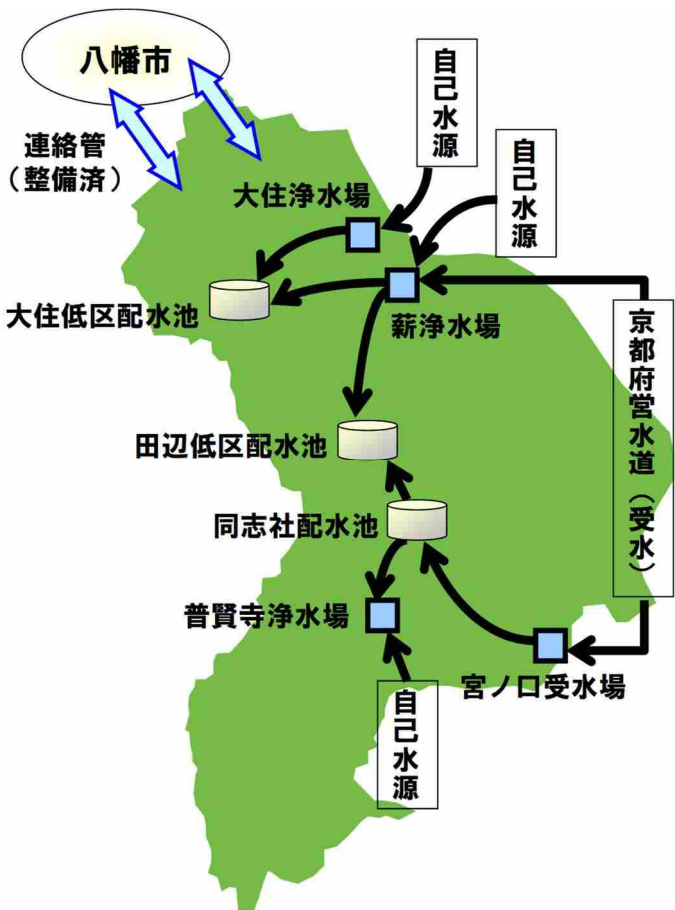 八幡市
連絡管
（整備済）
自己水源
自己水源
大住浄水場
大住低区配水池
薪浄水場
京都府営水道（受水）
田辺低区配水池
同志社配水池
普賢寺浄水場
宮ノ口受水場
自己水源